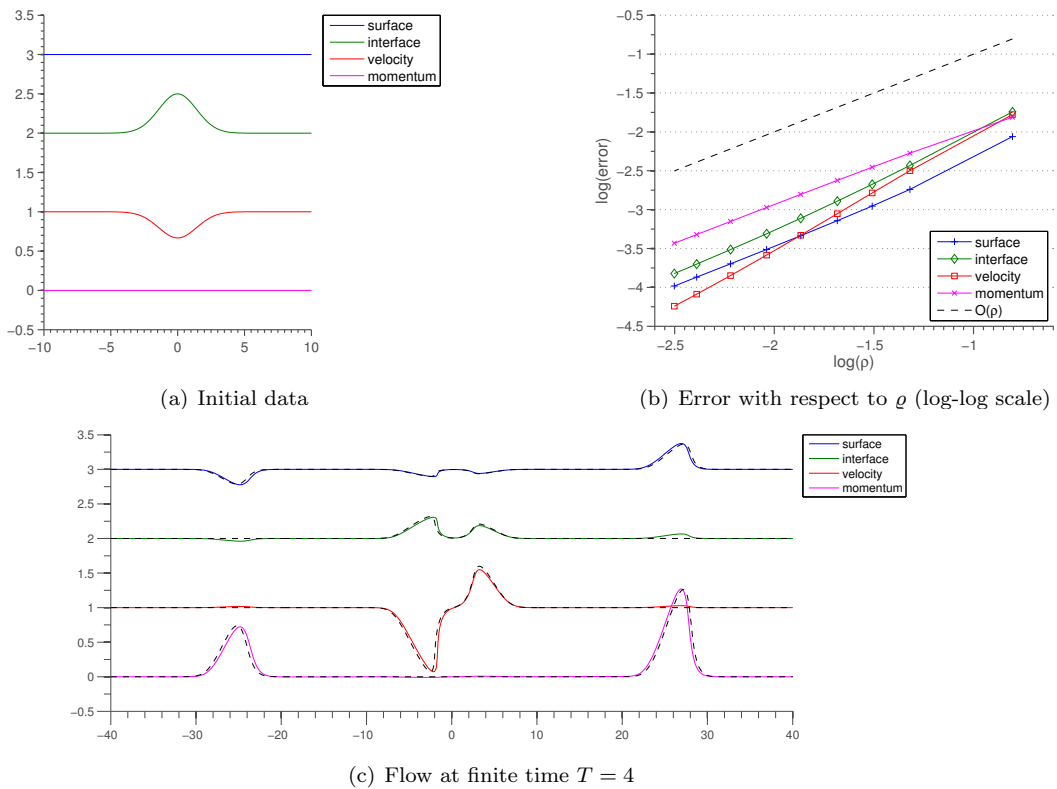 3.5
3
2.5
2
1.5
1
0.5
0
−0.5
−10 −5 0 5 10
surface
interface
velocity
momentum
(a) Initial data
−0.5
−1
−1.5
−2
−2.5
−3
−3.5
−4
−4.5
log(error)
−2.5 −2 −1.5 −1
log(ρ)
surface
interface
velocity
momentum
O(ρ)
(b) Error with respect to ϱ (log-log scale)
3.5
3
2.5
2
1.5
1
0.5
0
−0.5
−40 −30 −20 −10 0 10 20 30 40
surface
interface
velocity
momentum
(c) Flow at finite time T = 4